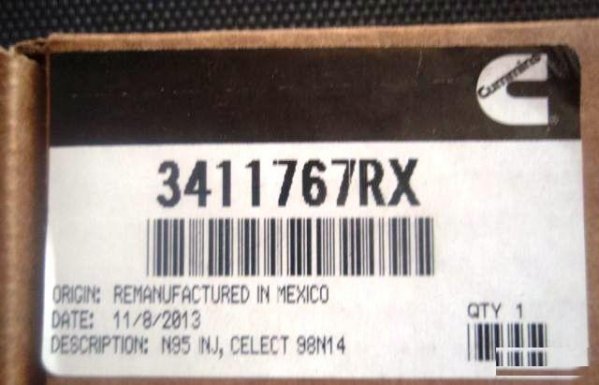 Cummins
3411767RX
ORIGIN: REMANUFACTURED IN MEXICO
DATE: 11/8/2013
DESCRIPTION: N95 INJ, CELECT 98N14
QTY 1